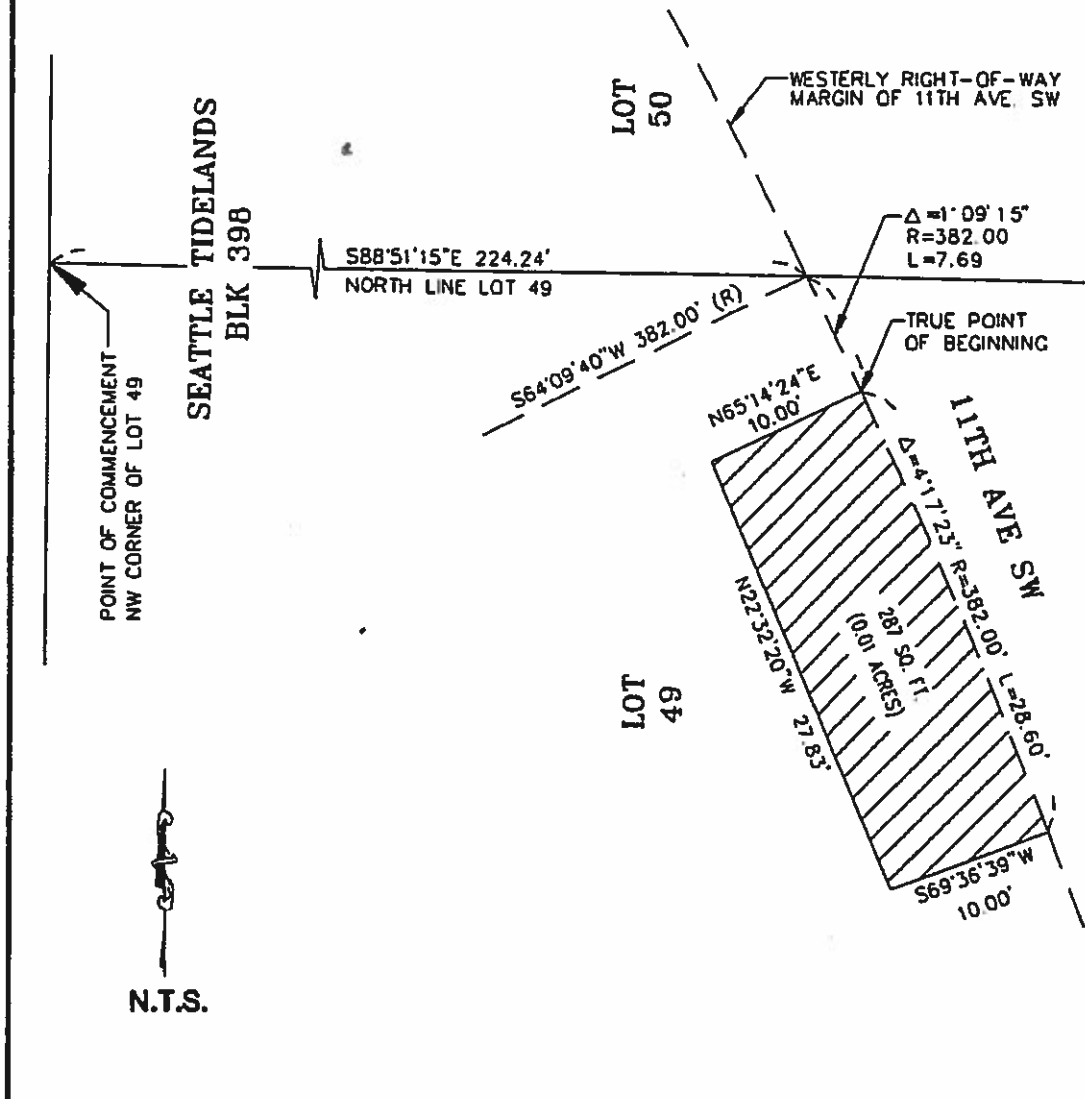 LOT
50
WESTERLY RIGHT-OF-WAY
MARGIN OF 11TH AVE. SW
SEATTLE TIDELANDS
BLK 398
S88°51'15"E 224.24'
NORTH LINE LOT 49
Δ=1°09'15"
R=382.00
L=7.69
S64°09'40"W 382.00' (R)
TRUE POINT
OF BEGINNING
POINT OF COMMENCEMENT
NW CORNER OF LOT 49
N65°14'24"E
10.00'
11TH AVE SW
Δ=4°17'23" R=382.00' L=28.60'
287 SQ. FT.
(0.01 ACRES)
N22°32'20"W 27.83'
LOT
49
S69°36'39"W
10.00'
N.T.S.